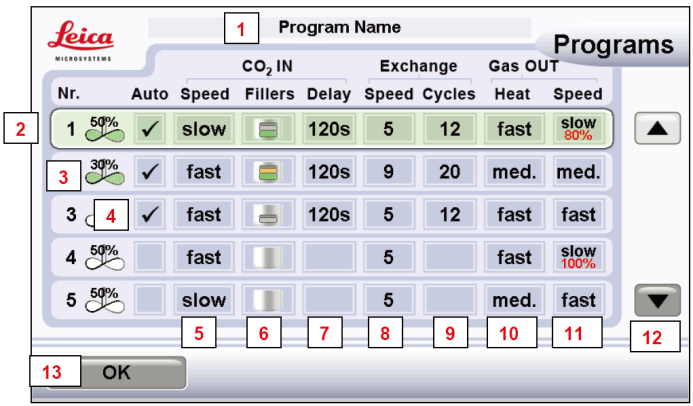 1 Program Name
Leica
MICROSYSTEMS
Programs
CO₂ IN Exchange Gas OUT
Nr. Auto Speed Fillers Delay Speed Cycles Heat Speed
2 1 50% ✓ slow 120s 5 12 fast slow 80%
3 30% ✓ fast 120s 9 20 med. med.
3 4 ✓ fast 120s 5 12 fast fast
4 50% fast 5 fast slow 100%
5 50% slow 5 med. fast
5 6 7 8 9 10 11 12
13 OK